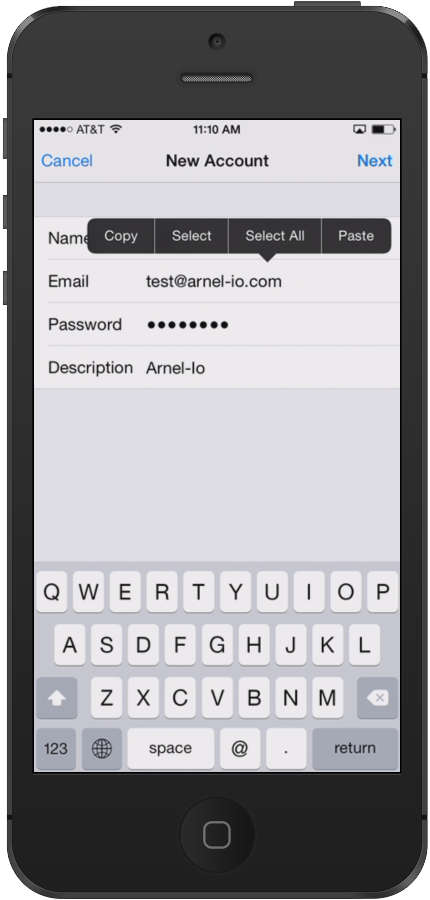 AT&T 11:10 AM
Cancel New Account Next
Name Copy Select Select All Paste
Email test@arnel-io.com
Password ●●●●●●●●
Description Arnel-Io
Q W E R T Y U I O P
A S D F G H J K L
Z X C V B N M
123 space @ . return